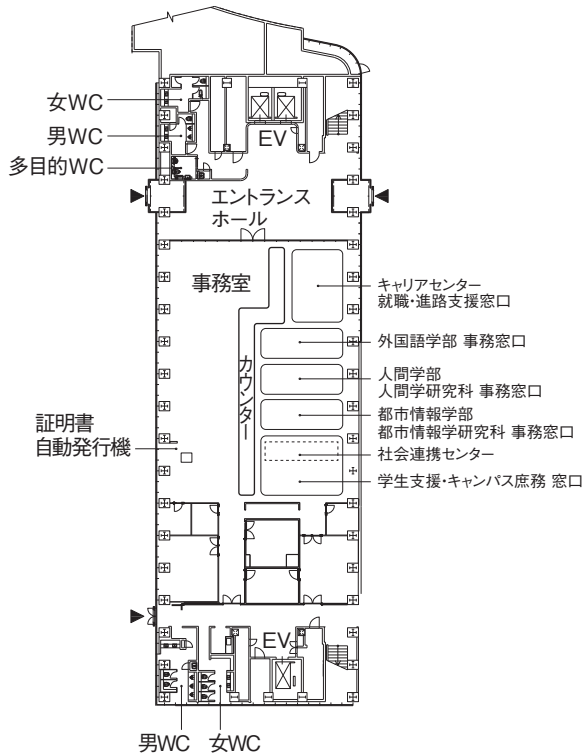 女WC
男WC
多目的WC
EV
エントランス
ホール
事務室
カウンター
キャリアセンター
就職・進路支援窓口
外国語学部 事務窓口
人間学部
人間学研究科 事務窓口
都市情報学部
都市情報学研究科 事務窓口
社会連携センター
学生支援・キャンパス庶務 窓口
証明書
自動発行機
EV
男WC
女WC